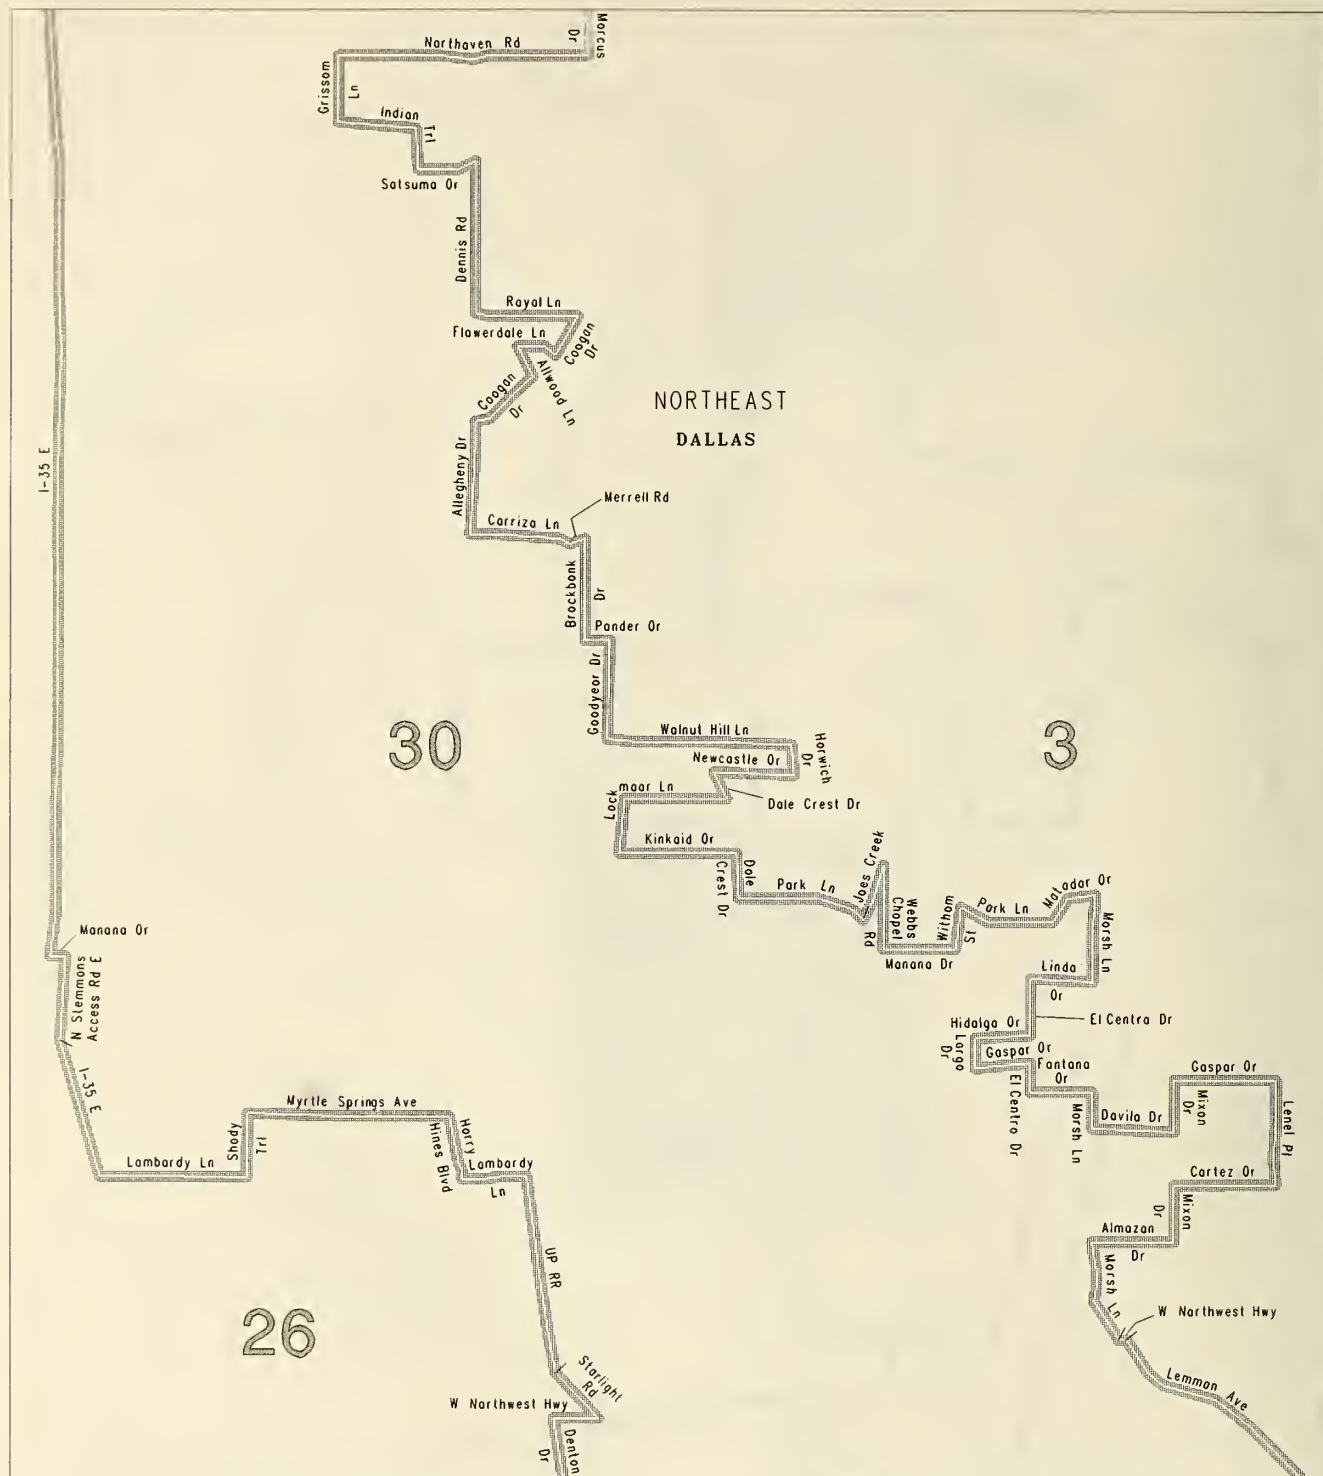 Marcus
Dr
Northaven Rd
Grissom
Ln
Indian
Trl
Satsuma Dr
Dennis Rd
Royal Ln
Flowerdale Ln
Coogan
Dr
Allwood Ln
Coogan
Dr
NORTHEAST
DALLAS
Allegheny Dr
I-35 E
Merrell Rd
Carriza Ln
Brockbank
Dr
Pander Dr
Goodyear Dr
30
Walnut Hill Ln
3
Harwich
Dr
Newcastle Dr
Lock
moor Ln
Dale Crest Dr
Kinkaid Dr
Dale
Crest Dr
Park Ln
Joes Creek
Webbs
Chapel
Rd
Manana Dr
Witham
St
Park Ln
Matador Dr
Marsh Ln
Manana Dr
N Stemmons
Access Rd E
Linda
Dr
El Centro Dr
Hidalgo Dr
Largo
Dr
Gaspar Dr
Fontana
Dr
El Centro Dr
Marsh Ln
Davila Dr
Mixon
Dr
Gaspar Dr
Lenel Pl
I-35 E
Myrtle Springs Ave
Shady
Trl
Lombardy Ln
Harry
Hines Blvd
Lombardy
Ln
Cortez Dr
Mixon
Dr
Almazan
Dr
UP RR
Marsh Ln
W Northwest Hwy
26
Starlight
Rd
Lemmon Ave
W Northwest Hwy
Denton
Dr